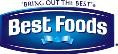 "BRING OUT THE BEST"®
BEST FOODS